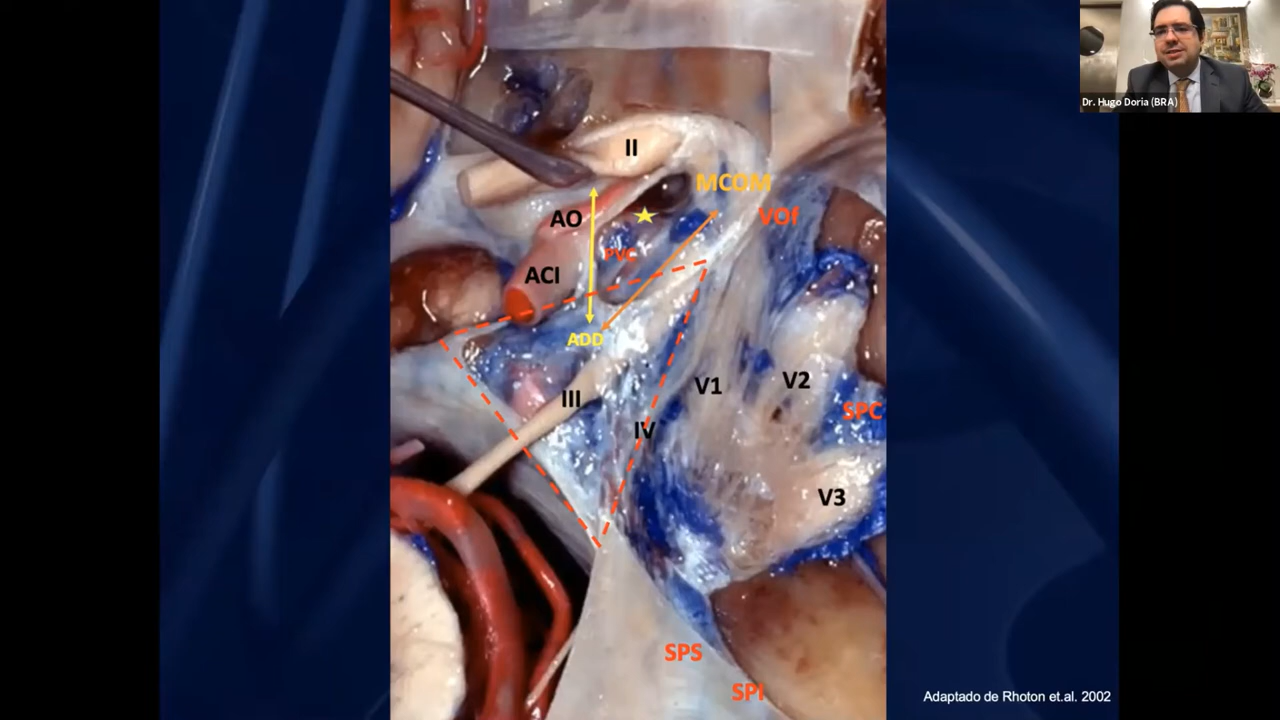 Dr. Hugo Doria (BRA)
II
MCOM
AO
VOf
PVC
ACI
ADD
V1
V2
III
SPC
IV
V3
SPS
SPI
Adaptado de Rhoton et.al. 2002